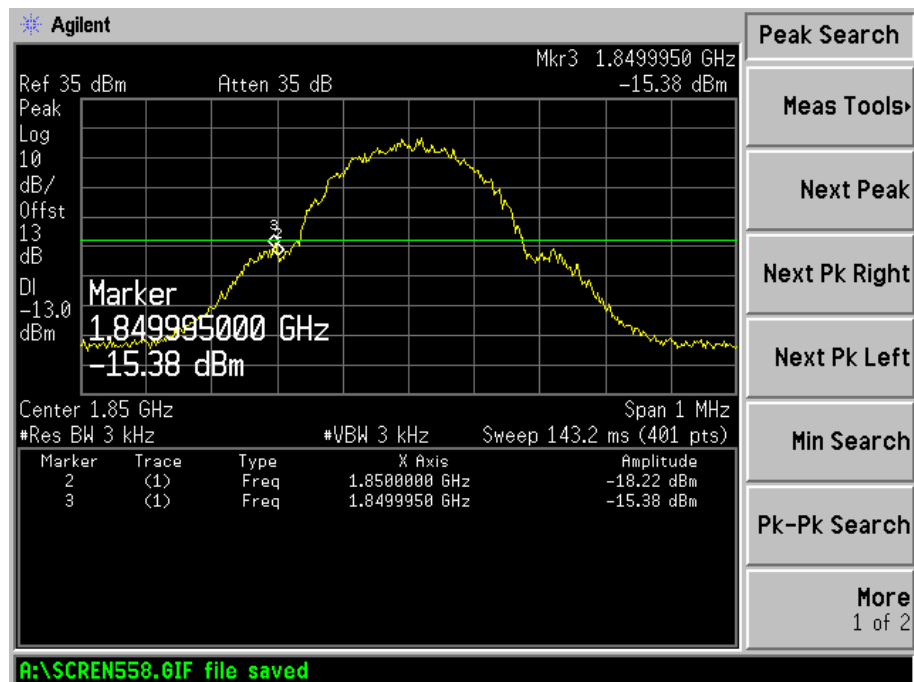 Agilent
Peak Search
Mkr3 1.8499950 GHz
Ref 35 dBm Atten 35 dB -15.38 dBm
Peak
Log
10
dB/
Offst
13
dB
DI
-13.0
dBm
3
Marker
1.849995000 GHz
-15.38 dBm
Center 1.85 GHz Span 1 MHz
#Res BW 3 kHz #VBW 3 kHz Sweep 143.2 ms (401 pts)
Marker Trace Type X Axis Amplitude
2 (1) Freq 1.8500000 GHz -18.22 dBm
3 (1) Freq 1.8499950 GHz -15.38 dBm
Meas Tools
Next Peak
Next Pk Right
Next Pk Left
Min Search
Pk-Pk Search
More
1 of 2
A:\SCREN558.GIF file saved